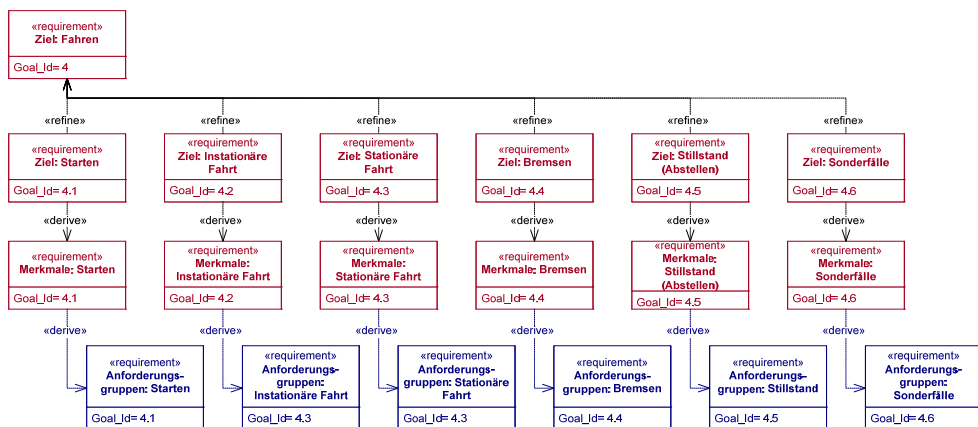 «requirement»
Ziel: Fahren
Goal_Id= 4
«refine»
«refine»
«refine»
«refine»
«refine»
«refine»
«requirement»
Ziel: Starten
Goal_Id= 4.1
«requirement»
Ziel: Instationäre
Fahrt
Goal_Id= 4.2
«requirement»
Ziel: Stationäre
Fahrt
Goal_Id= 4.3
«requirement»
Ziel: Bremsen
Goal_Id= 4.4
«requirement»
Ziel: Stillstand
(Abstellen)
Goal_Id= 4.5
«requirement»
Ziel: Sonderfälle
Goal_Id= 4.6
«derive»
«derive»
«derive»
«derive»
«derive»
«derive»
«requirement»
Merkmale: Starten
Goal_Id= 4.1
«requirement»
Merkmale:
Instationäre Fahrt
Goal_Id= 4.2
«requirement»
Merkmale:
Stationäre Fahrt
Goal_Id= 4.3
«requirement»
Merkmale: Bremsen
Goal_Id= 4.4
«requirement»
Merkmale:
Stillstand
(Abstellen)
Goal_Id= 4.5
«requirement»
Merkmale:
Sonderfälle
Goal_Id= 4.6
«derive»
«derive»
«derive»
«derive»
«derive»
«derive»
«requirement»
Anforderungs-
gruppen: Starten
Goal_Id= 4.1
«requirement»
Anforderungs-
gruppen:
Instationäre Fahrt
Goal_Id= 4.3
«requirement»
Anforderungs-
gruppen: Stationäre
Fahrt
Goal_Id= 4.3
«requirement»
Anforderungs-
gruppen: Bremsen
Goal_Id= 4.4
«requirement»
Anforderungs-
gruppen: Stillstand
Goal_Id= 4.5
«requirement»
Anforderungs-
gruppen:
Sonderfälle
Goal_Id= 4.6